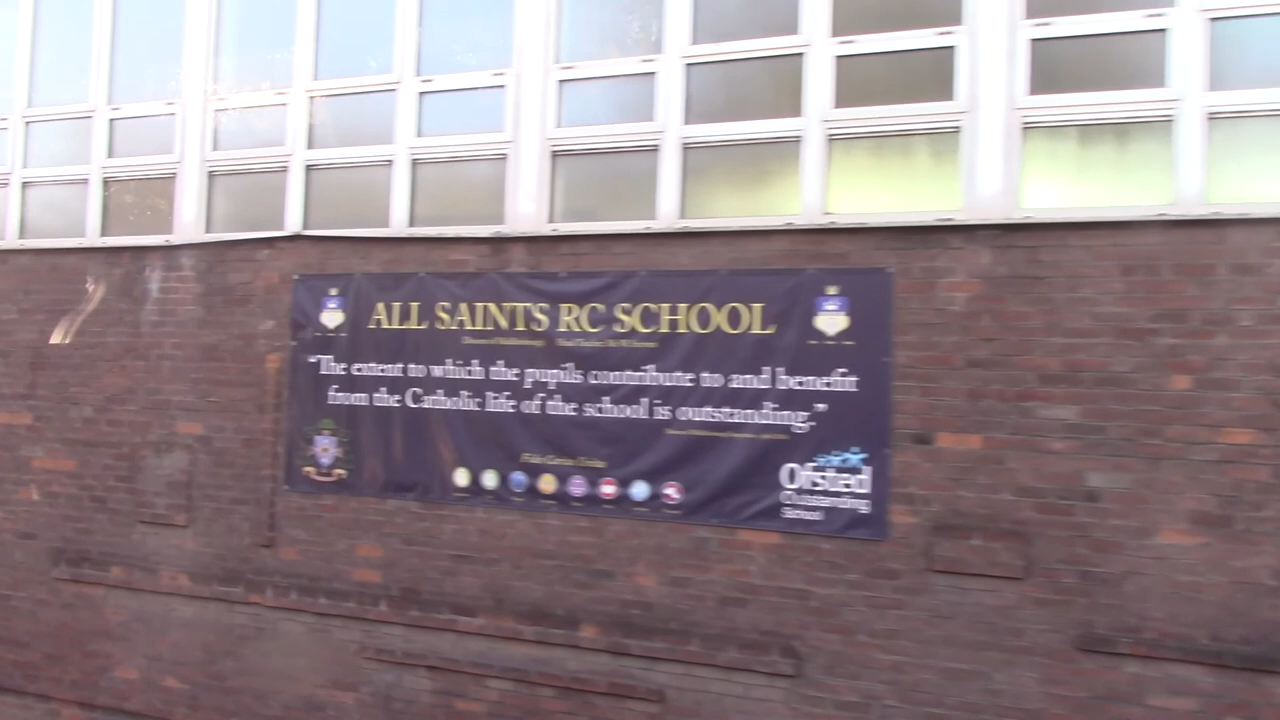 ALL SAINTS RC SCHOOL
"The extent to which the pupils contribute to and benefit
from the Catholic life of the school is outstanding."
Ofsted
Outstanding
School